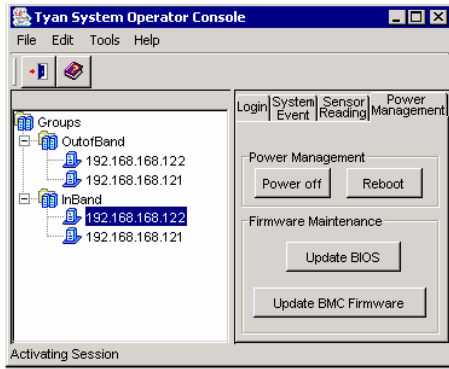 Tyan System Operator Console
File Edit Tools Help
Login System Event Sensor Reading Power Management
Groups
OutofBand
192.168.168.122
192.168.168.121
InBand
192.168.168.122
192.168.168.121
Power Management
Power off Reboot
Firmware Maintenance
Update BIOS
Update BMC Firmware
Activating Session